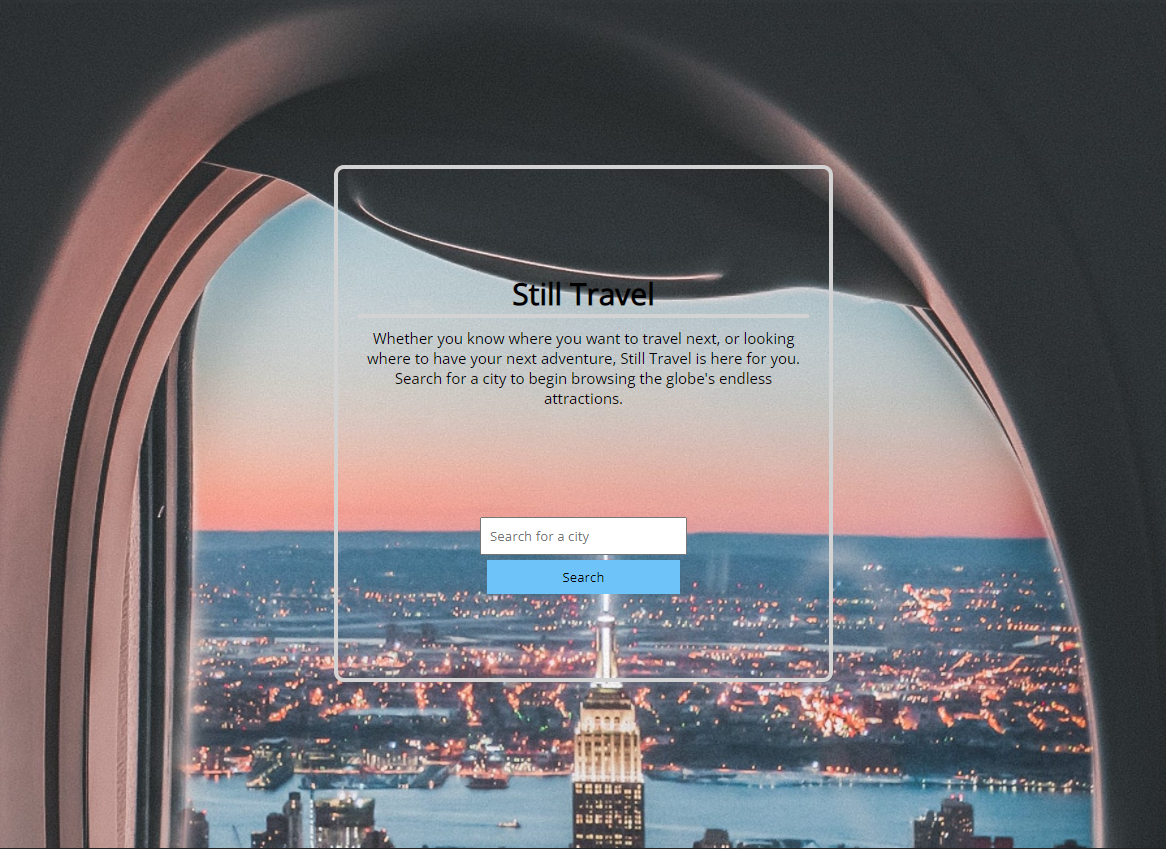 Still Travel
Whether you know where you want to travel next, or looking
where to have your next adventure, Still Travel is here for you.
Search for a city to begin browsing the globe's endless
attractions.
Search for a city
Search